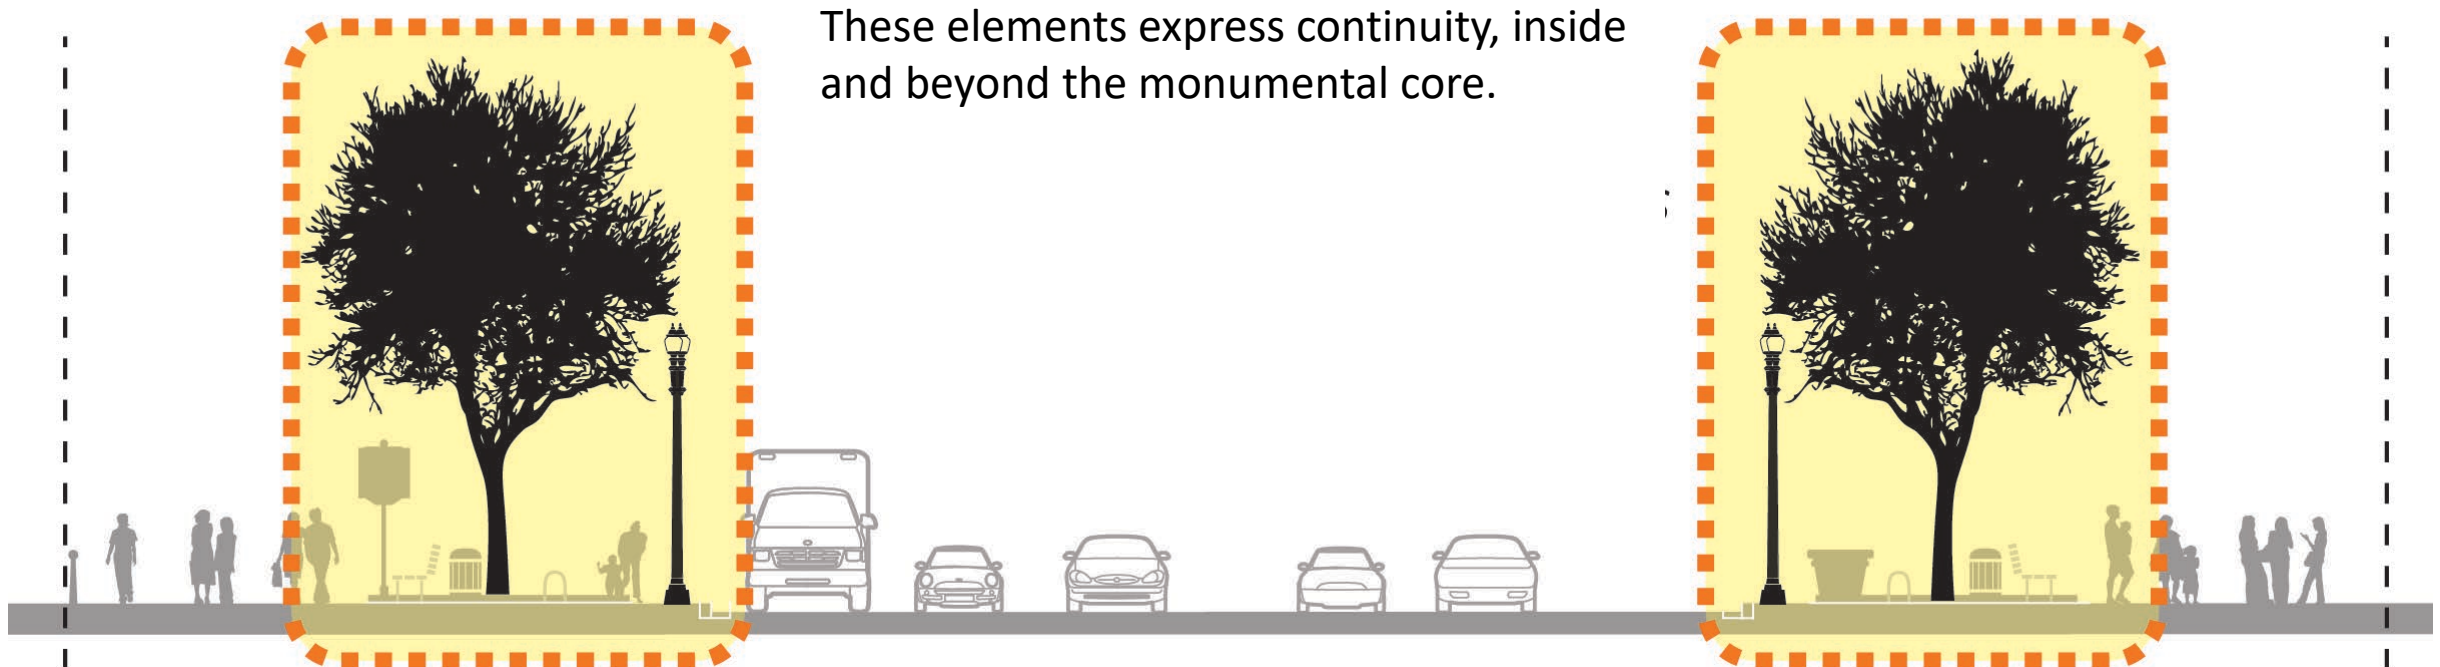 These elements express continuity, inside
and beyond the monumental core.